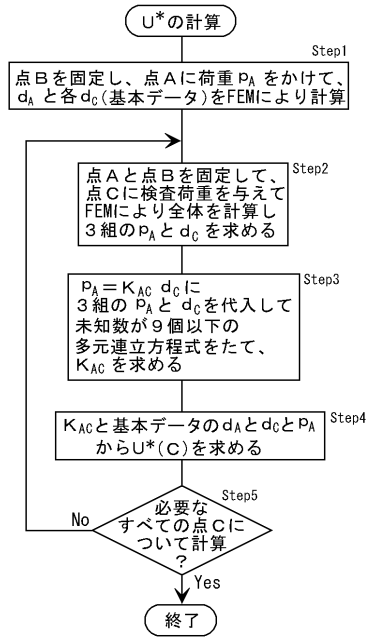 U*の計算
Step1
点Bを固定し、点Aに荷重pAをかけて、
dAと各dC(基本データ)をFEMにより計算
Step2
点Aと点Bを固定して、
点Cに検査荷重を与えて
FEMにより全体を計算し
3組のpAとdCを求める
Step3
pA=KAC dCに
3組の pAとdCを代入して
未知数が9個以下の
多元連立方程式をたて、
KACを求める
Step4
KACと基本データのdAとdCとpA
からU*(C)を求める
Step5
必要な
すべての点Cに
ついて計算
?
No
Yes
終了